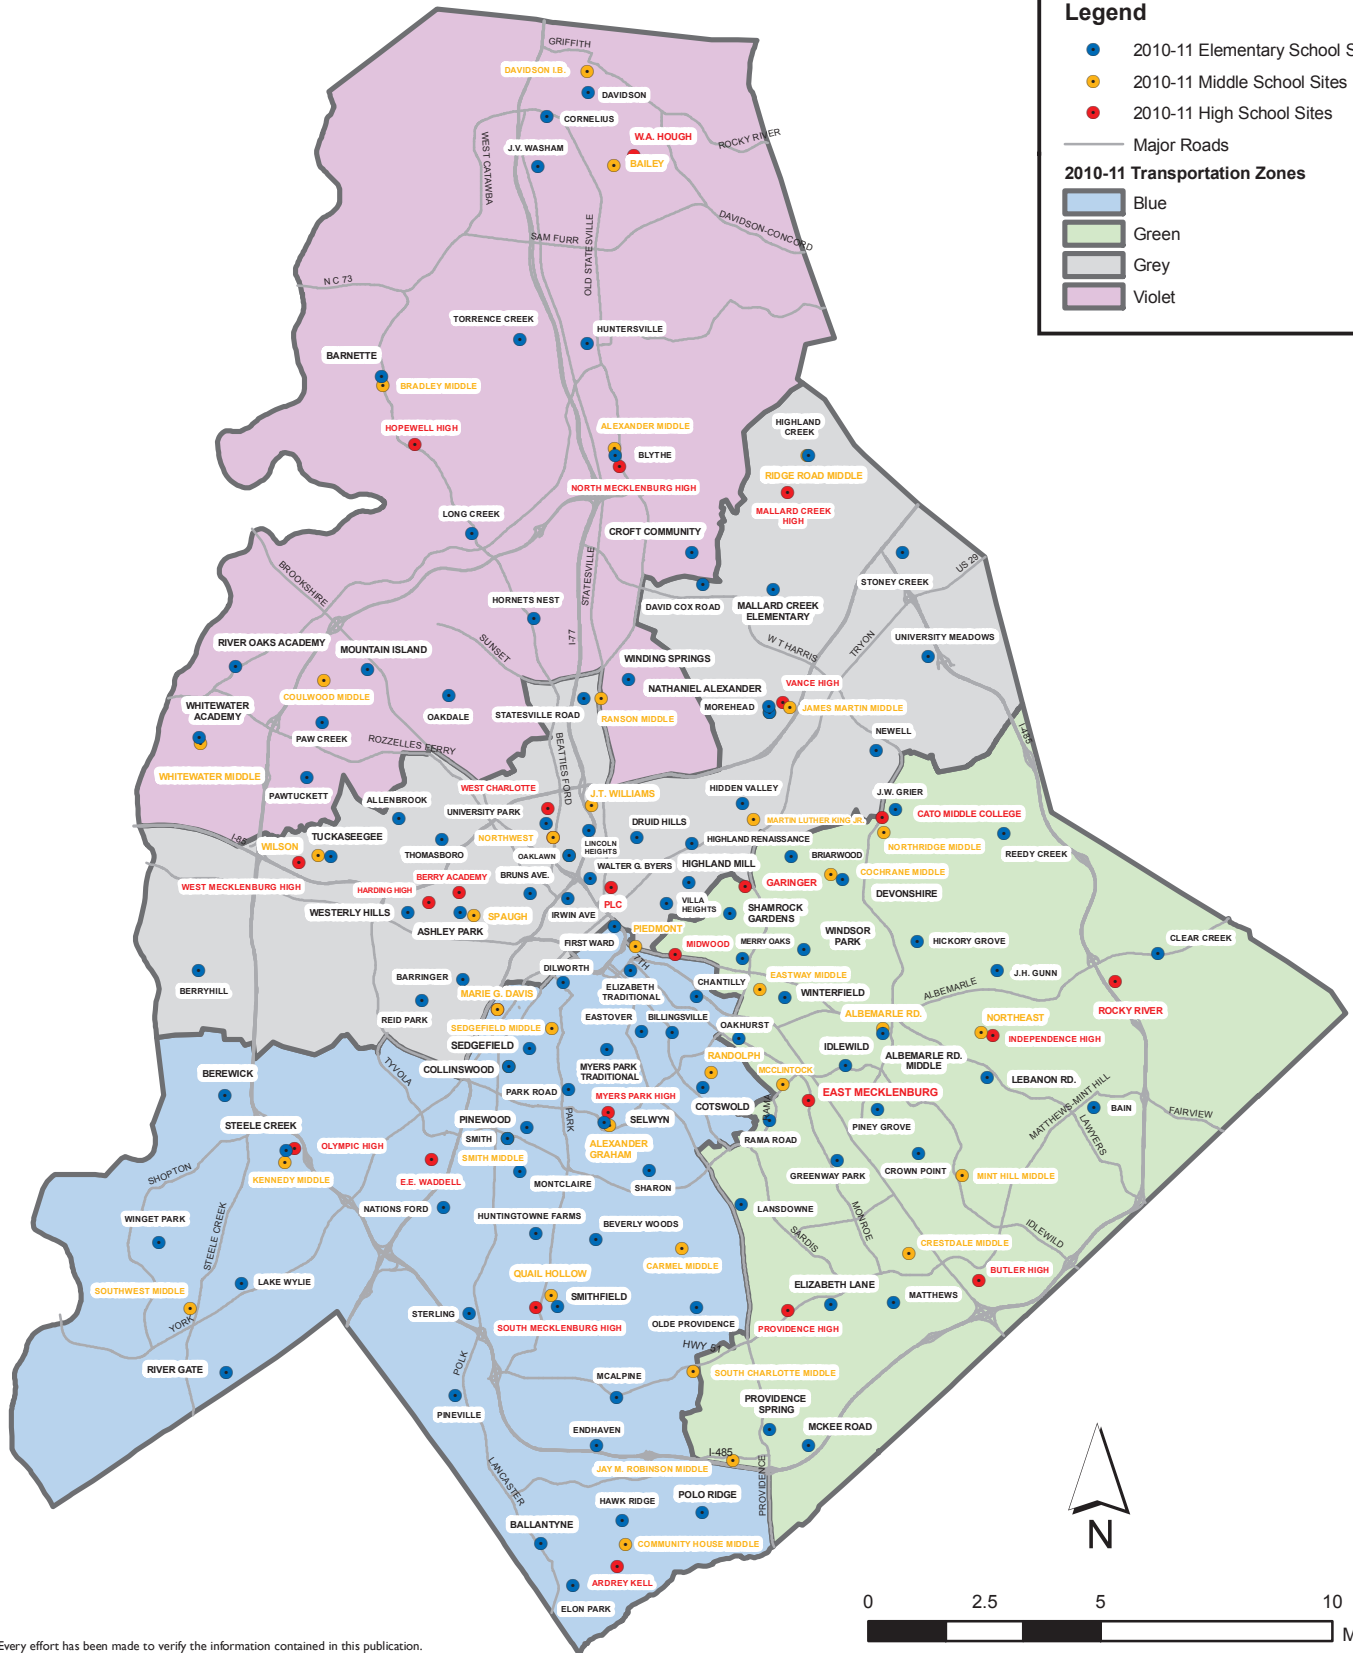 Legend
2010-11 Elementary School S
2010-11 Middle School Sites
2010-11 High School Sites
Major Roads
2010-11 Transportation Zones
Blue
Green
Grey
Violet
GRIFFITH
DAVIDSON I.B.
DAVIDSON
CORNELIUS
W.A. HOUGH
ROCKY RIVER
J.V. WASHAM
BAILEY
WEST CATAWBA
DAVIDSON-CONCORD
SAM FURR
OLD STATESVILLE
N C 73
TORRENCE CREEK
HUNTERSVILLE
BARNETTE
BRADLEY MIDDLE
HOPEWELL HIGH
ALEXANDER MIDDLE
BLYTHE
NORTH MECKLENBURG HIGH
HIGHLAND
CREEK
RIDGE ROAD MIDDLE
MALLARD CREEK
HIGH
LONG CREEK
CROFT COMMUNITY
STATESVILLE
BROOKSHIRE
STONEY CREEK
US 29
HORNETS NEST
DAVID COX ROAD
MALLARD CREEK
ELEMENTARY
I-77
SUNSET
W T HARRIS
TRYON
UNIVERSITY MEADOWS
RIVER OAKS ACADEMY
MOUNTAIN ISLAND
WINDING SPRINGS
COULWOOD MIDDLE
NATHANIEL ALEXANDER
VANCE HIGH
WHITEWATER
ACADEMY
MOREHEAD
JAMES MARTIN MIDDLE
OAKDALE
STATESVILLE ROAD
RANSON MIDDLE
PAW CREEK
ROZZELLES FERRY
NEWELL
I-485
BEATTIES FORD
WHITEWATER MIDDLE
PAWTUCKETT
WEST CHARLOTTE
J.T. WILLIAMS
HIDDEN VALLEY
J.W. GRIER
ALLENBROOK
UNIVERSITY PARK
CATO MIDDLE COLLEGE
DRUID HILLS
MARTIN LUTHER KING JR.
I-85
TUCKASEEGEE
WILSON
THOMASBORO
NORTHWEST
OAKLAWN
LINCOLN
HEIGHTS
HIGHLAND RENAISSANCE
BRIARWOOD
NORTHRIDGE MIDDLE
REEDY CREEK
WALTER G. BYERS
HIGHLAND MILL
COCHRANE MIDDLE
WEST MECKLENBURG HIGH
HARDING HIGH
BERRY ACADEMY
BRUNS AVE.
GARINGER
DEVONSHIRE
WESTERLY HILLS
SPAUGH
ASHLEY PARK
IRWIN AVE
PLC
VILLA
HEIGHTS
SHAMROCK
GARDENS
FIRST WARD
PIEDMONT
MIDWOOD
MERRY OAKS
WINDSOR
PARK
HICKORY GROVE
CLEAR CREEK
7TH
BERRYHILL
BARRINGER
DILWORTH
ELIZABETH
TRADITIONAL
CHANTILLY
EASTWAY MIDDLE
J.H. GUNN
ALBEMARLE
MARIE G. DAVIS
WINTERFIELD
ROCKY RIVER
REID PARK
SEDGEFIELD MIDDLE
EASTOVER
BILLINGSVILLE
OAKHURST
ALBEMARLE RD.
NORTHEAST
INDEPENDENCE HIGH
SEDGEFIELD
IDLEWILD
ALBEMARLE RD.
MIDDLE
RANDOLPH
MCCLINTOCK
BEREWICK
TYVOLA
COLLINSWOOD
MYERS PARK
TRADITIONAL
LEBANON RD.
PARK ROAD
MYERS PARK HIGH
COTSWOLD
RAMA
EAST MECKLENBURG
MATTHEWS-MINT HILL
BAIN
FAIRVIEW
STEELE CREEK
PINEWOOD
PARK
SELWYN
PINEY GROVE
LAWYERS
OLYMPIC HIGH
SMITH
SMITH MIDDLE
ALEXANDER
GRAHAM
RAMA ROAD
KENNEDY MIDDLE
E.E. WADDELL
MONTCLAIRE
SHARON
GREENWAY PARK
CROWN POINT
MINT HILL MIDDLE
SHOPTON
NATIONS FORD
WINGET PARK
STEELE CREEK
HUNTINGTOWNE FARMS
BEVERLY WOODS
LANSDOWNE
MONROE
SARDIS
IDLEWILD
CARMEL MIDDLE
CRESTDALE MIDDLE
BUTLER HIGH
SOUTHWEST MIDDLE
LAKE WYLIE
QUAIL HOLLOW
SMITHFIELD
ELIZABETH LANE
MATTHEWS
YORK
STERLING
SOUTH MECKLENBURG HIGH
OLDE PROVIDENCE
PROVIDENCE HIGH
HWY 51
RIVER GATE
POLK
MCALPINE
SOUTH CHARLOTTE MIDDLE
PINEVILLE
PROVIDENCE
SPRING
MCKEE ROAD
ENDHAVEN
I-485
JAY M. ROBINSON MIDDLE
LANCASTER
PROVIDENCE
HAWK RIDGE
POLO RIDGE
BALLANTYNE
COMMUNITY HOUSE MIDDLE
ARDREY KELL
ELON PARK
N
0 2.5 5 10
M
Every effort has been made to verify the information contained in this publication.